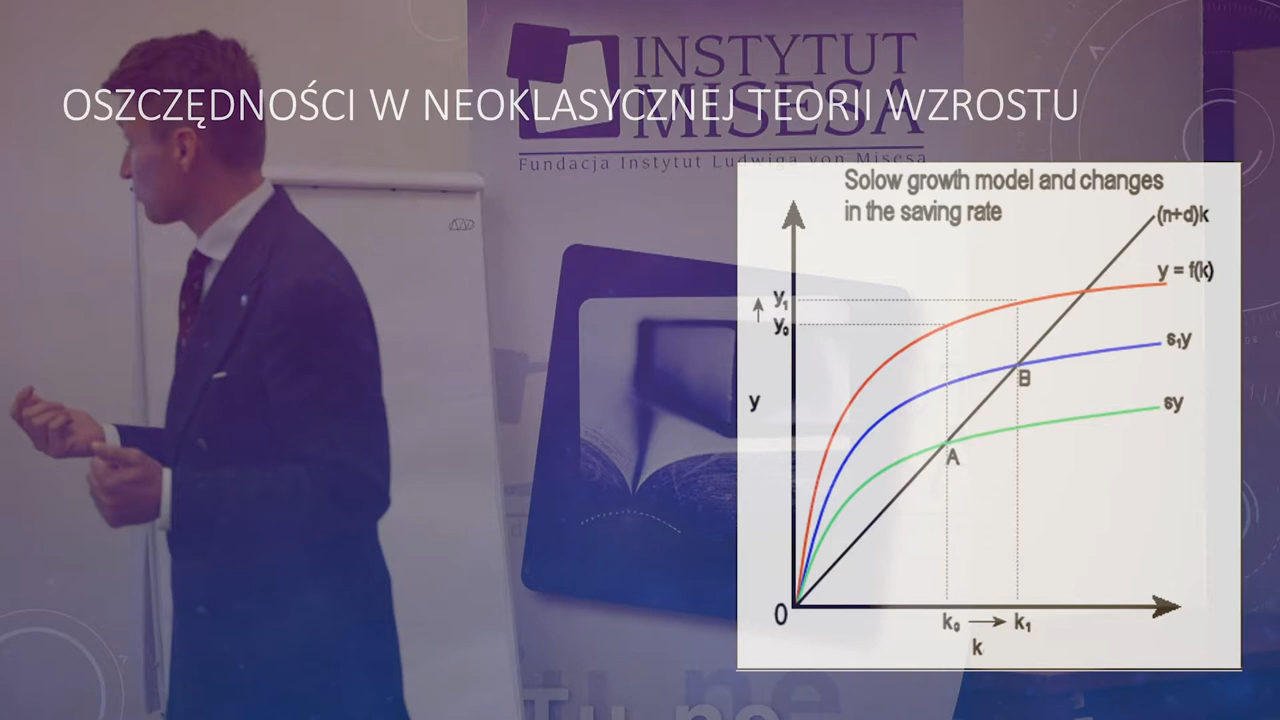 OSZCZĘDNOŚCI W NEOKLASYCZNEJ TEORII WZROSTU
INSTYTUT
MISESA
Fundacja Instytut Ludwiga von Misesa
Solow growth model and changes
in the saving rate
(n+d)k
y = f(k)
y₁
y₀
s₁y
B
y
sy
A
0
k₀
k₁
k